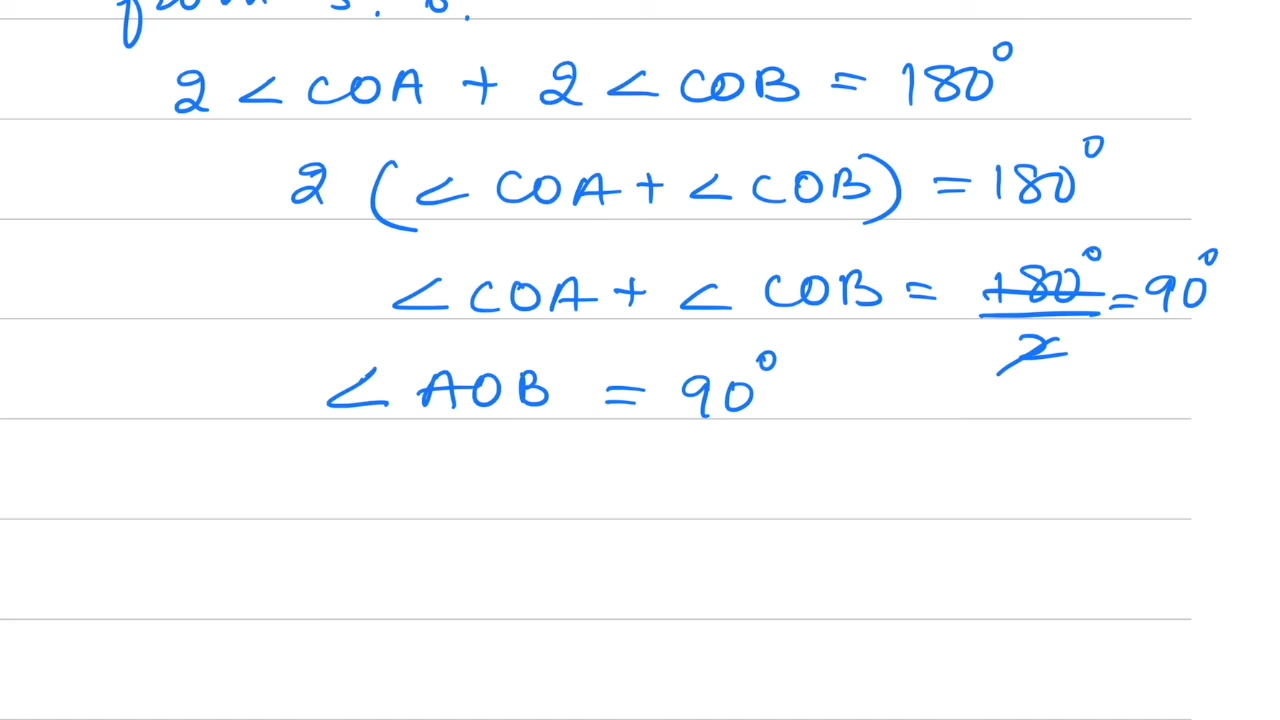 2 < COA + 2 < COB = 180°
2 (< COA + < COB) = 180°
< COA + < COB = 180°/2 = 90°
< AOB = 90°